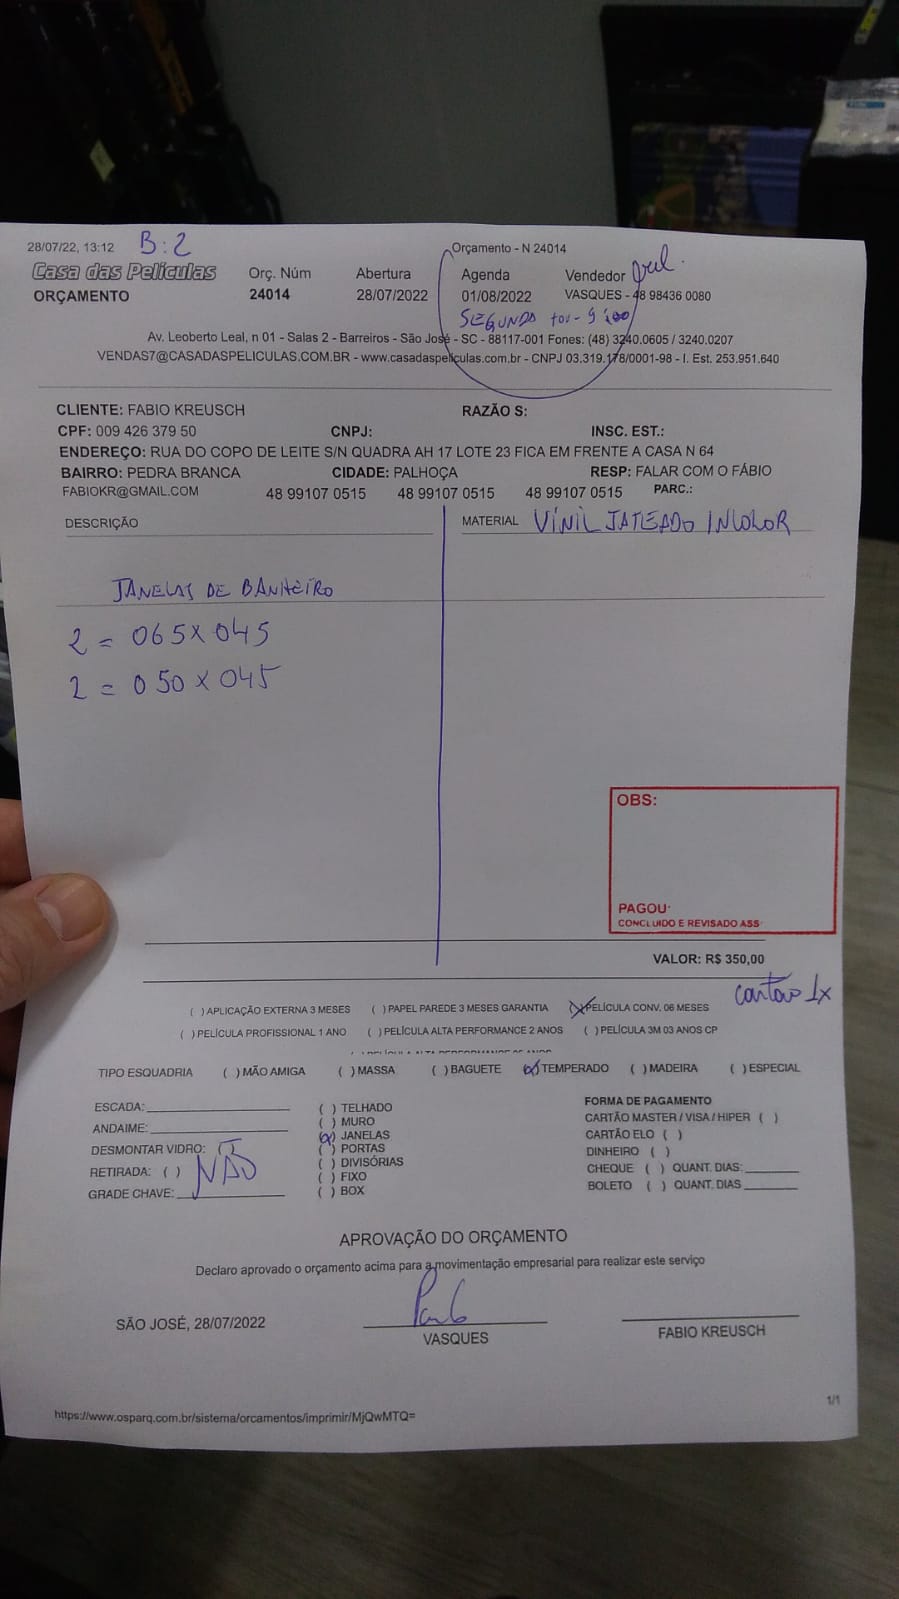 28/07/22, 13:12 B:2 Orçamento - N 24014
Casa das Películas Orç. Núm Abertura Agenda Vendedor
ORÇAMENTO 24014 28/07/2022 01/08/2022 VASQUES - 48 98436 0080
SEGUNDA
Av. Leoberto Leal, n 01 - Salas 2 - Barreiros - São José - SC - 88117-001 Fones: (48) 3240.0605 / 3240.0207
VENDAS7@CASADASPELICULAS.COM.BR - www.casadaspeliculas.com.br - CNPJ 03.319.178/0001-98 - I. Est. 253.951.640
CLIENTE: FABIO KREUSCH RAZÃO S:
CPF: 009 426 379 50 CNPJ: INSC. EST.:
ENDEREÇO: RUA DO COPO DE LEITE S/N QUADRA AH 17 LOTE 23 FICA EM FRENTE A CASA N 64
BAIRRO: PEDRA BRANCA CIDADE: PALHOÇA RESP: FALAR COM O FÁBIO
FABIOKR@GMAIL.COM 48 99107 0515 48 99107 0515 48 99107 0515 PARC.:
DESCRIÇÃO MATERIAL VINIL JATEADO INCOLOR
JANELAS DE BANHEIRO
2 = 065X045
2 = 050X045
OBS:
PAGOU:
CONCLUIDO E REVISADO ASS
VALOR: R$ 350,00
cartao 1x
( ) APLICAÇÃO EXTERNA 3 MESES ( ) PAPEL PAREDE 3 MESES GARANTIA (X) PELÍCULA CONV. 06 MESES
( ) PELÍCULA PROFISSIONAL 1 ANO ( ) PELÍCULA ALTA PERFORMANCE 2 ANOS ( ) PELÍCULA 3M 03 ANOS CP
TIPO ESQUADRIA ( ) MÃO AMIGA ( ) MASSA ( ) BAGUETE (X) TEMPERADO ( ) MADEIRA ( ) ESPECIAL
ESCADA: ( ) TELHADO FORMA DE PAGAMENTO
ANDAIME: ( ) MURO CARTÃO MASTER / VISA / HIPER ( )
DESMONTAR VIDRO: (X) JANELAS CARTÃO ELO ( )
( ) PORTAS DINHEIRO ( )
RETIRADA: ( ) NÃO ( ) DIVISÓRIAS CHEQUE ( ) QUANT. DIAS:
GRADE CHAVE: ( ) FIXO BOLETO ( ) QUANT. DIAS
( ) BOX
APROVAÇÃO DO ORÇAMENTO
Declaro aprovado o orçamento acima para a movimentação empresarial para realizar este serviço
SÃO JOSÉ, 28/07/2022
VASQUES FABIO KREUSCH
1/1
https://www.osparq.com.br/sistema/orcamentos/imprimir/MjQwMTQ=